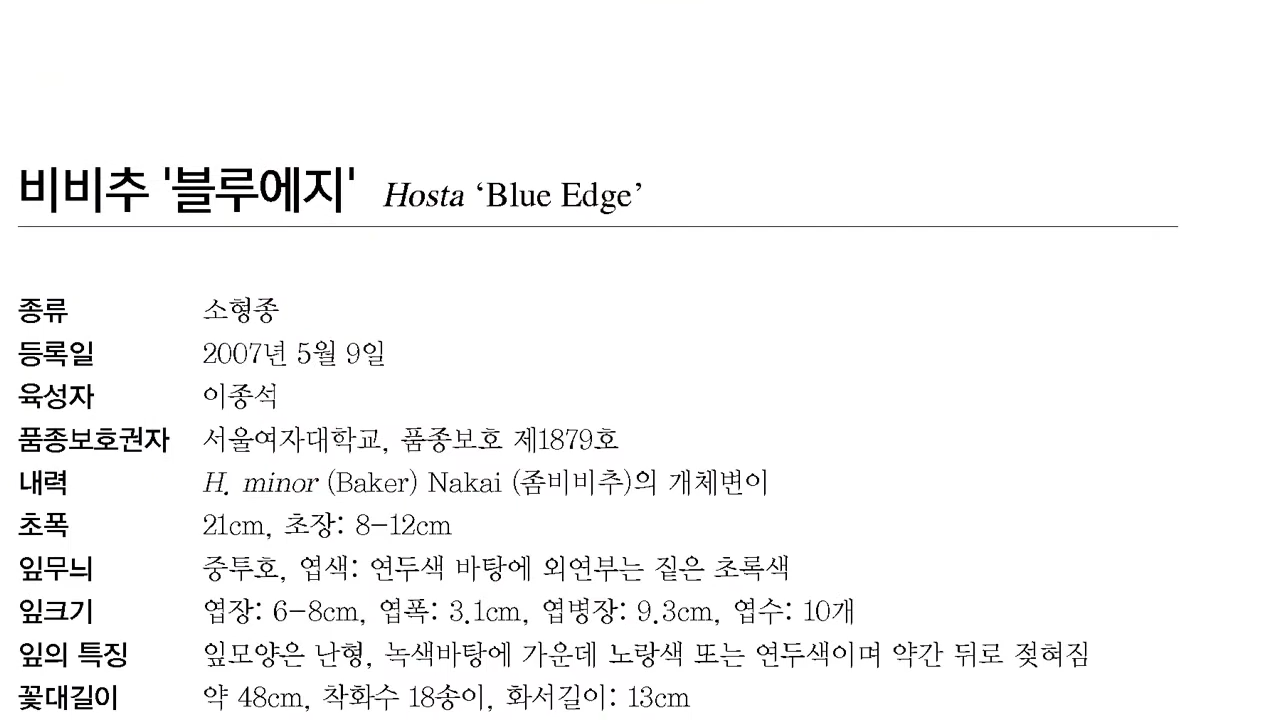 비비추 '블루에지' Hosta ‘Blue Edge’
종류 소형종
등록일 2007년 5월 9일
육성자 이종석
품종보호권자 서울여자대학교, 품종보호 제1879호
내력 H. minor (Baker) Nakai (좀비비추)의 개체변이
초폭 21cm, 초장: 8-12cm
잎무늬 중투호, 엽색: 연두색 바탕에 외연부는 짙은 초록색
잎크기 엽장: 6-8cm, 엽폭: 3.1cm, 엽병장: 9.3cm, 엽수: 10개
잎의 특징 잎모양은 난형, 녹색바탕에 가운데 노랑색 또는 연두색이며 약간 뒤로 젖혀짐
꽃대길이 약 48cm, 착화수 18송이, 화서길이: 13cm